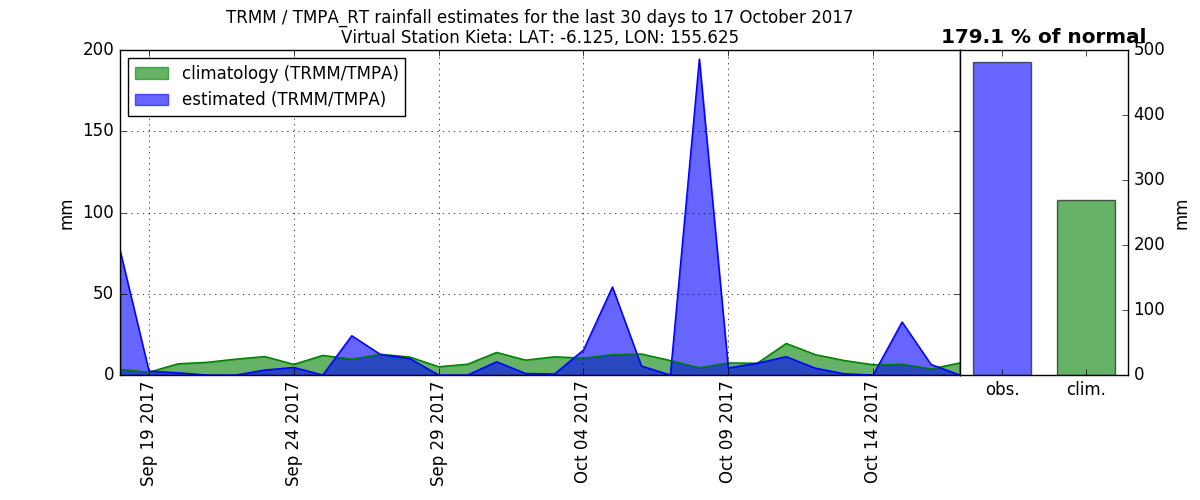 TRMM / TMPA_RT rainfall estimates for the last 30 days to 17 October 2017
Virtual Station Kieta: LAT: -6.125, LON: 155.625
179.1 % of normal
climatology (TRMM/TMPA)
estimated (TRMM/TMPA)
200
150
100
50
0
mm
Sep 19 2017
Sep 24 2017
Sep 29 2017
Oct 04 2017
Oct 09 2017
Oct 14 2017
500
400
300
200
100
0
mm
obs.
clim.